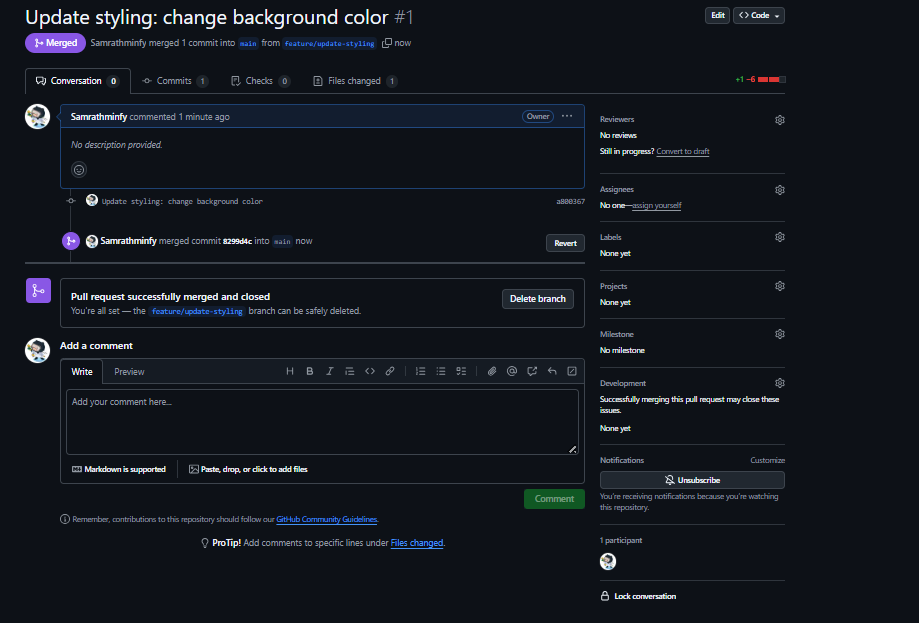 Update styling: change background color #1
Edit
<> Code
Merged Samrathminfy merged 1 commit into main from feature/update-styling now
Conversation 0
Commits 1
Checks 0
Files changed 1
+1 −6
Samrathminfy commented 1 minute ago
Owner
No description provided.
Update styling: change background color
a800367
Samrathminfy merged commit 8299d4c into main now
Revert
Pull request successfully merged and closed
You're all set — the feature/update-styling branch can be safely deleted.
Delete branch
Add a comment
Write
Preview
Add your comment here...
Markdown is supported
Paste, drop, or click to add files
Comment
Remember, contributions to this repository should follow our GitHub Community Guidelines.
ProTip! Add comments to specific lines under Files changed.
Reviewers
No reviews
Still in progress? Convert to draft
Assignees
No one—assign yourself
Labels
None yet
Projects
None yet
Milestone
No milestone
Development
Successfully merging this pull request may close these
issues.
None yet
Notifications
Customize
Unsubscribe
You're receiving notifications because you're watching
this repository.
1 participant
Lock conversation